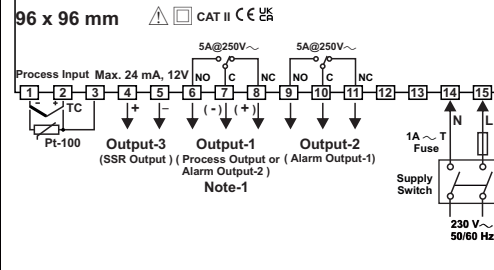 96 x 96 mm CAT II CE UK CA
5A@250V~ 5A@250V~
Process Input Max. 24 mA, 12V NO C NC NO C NC
1 2 3 4 5 6 7 8 9 10 11 12 13 14 15
- + TC + – (-) (+) N L
Pt-100
Output-3 Output-1 Output-2
(SSR Output) ( Process Output or ( Alarm Output-1)
Alarm Output-2 )
Note-1
1A ~ T
Fuse
Supply
Switch
230 V~
50/60 Hz